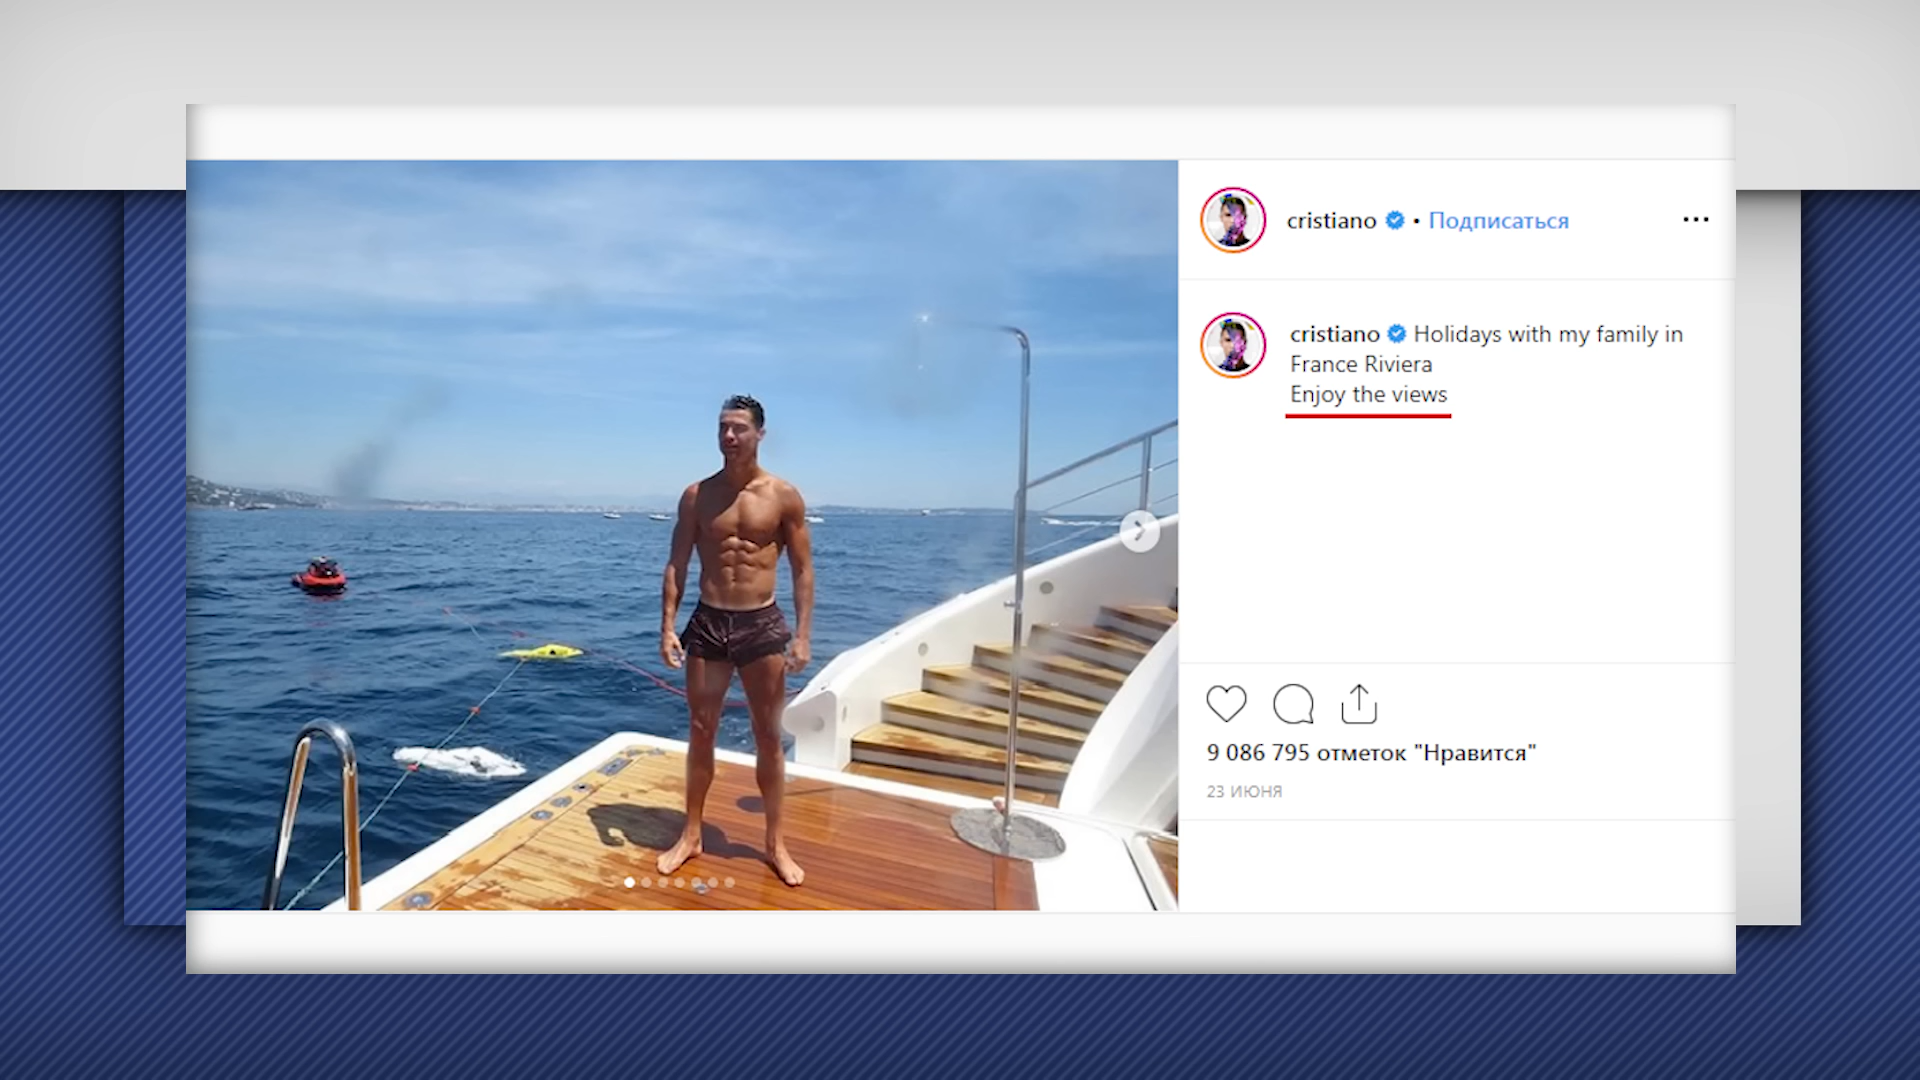 cristiano • Подписаться
cristiano Holidays with my family in
France Riviera
Enjoy the views
9 086 795 отметок "Нравится"
23 ИЮНЯ